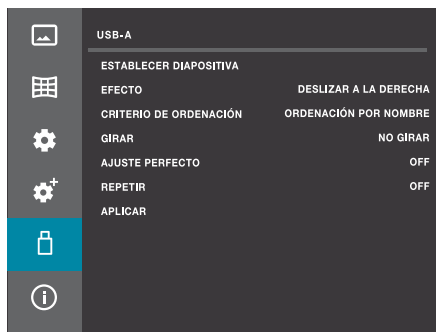 USB-A
ESTABLECER DIAPOSITIVA
EFECTO DESLIZAR A LA DERECHA
CRITERIO DE ORDENACIÓN ORDENACIÓN POR NOMBRE
GIRAR NO GIRAR
AJUSTE PERFECTO OFF
REPETIR OFF
APLICAR